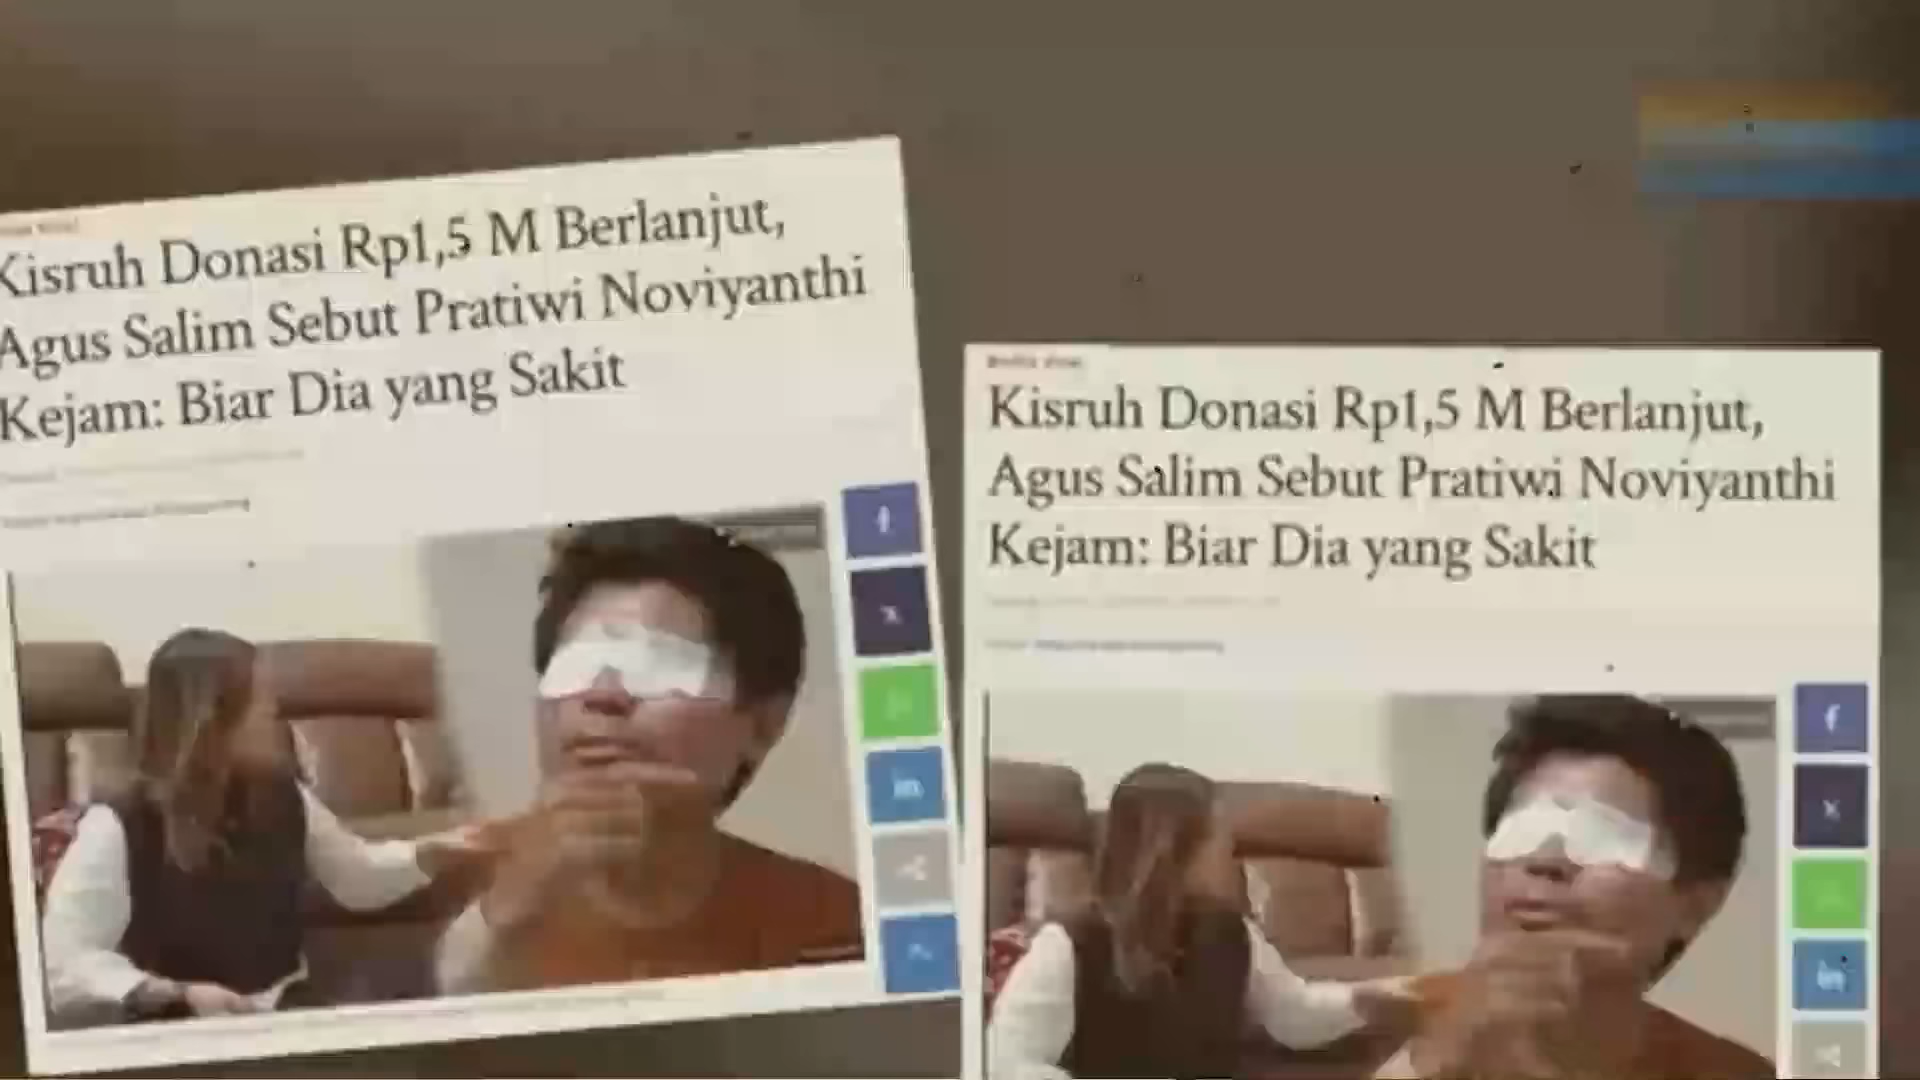 Kisruh Donasi Rp1,5 M Berlanjut,
Agus Salim Sebut Pratiwi Noviyanthi
Kejam: Biar Dia yang Sakit
Kisruh Donasi Rp1,5 M Berlanjut,
Agus Salim Sebut Pratiwi Noviyanthi
Kejam: Biar Dia yang Sakit